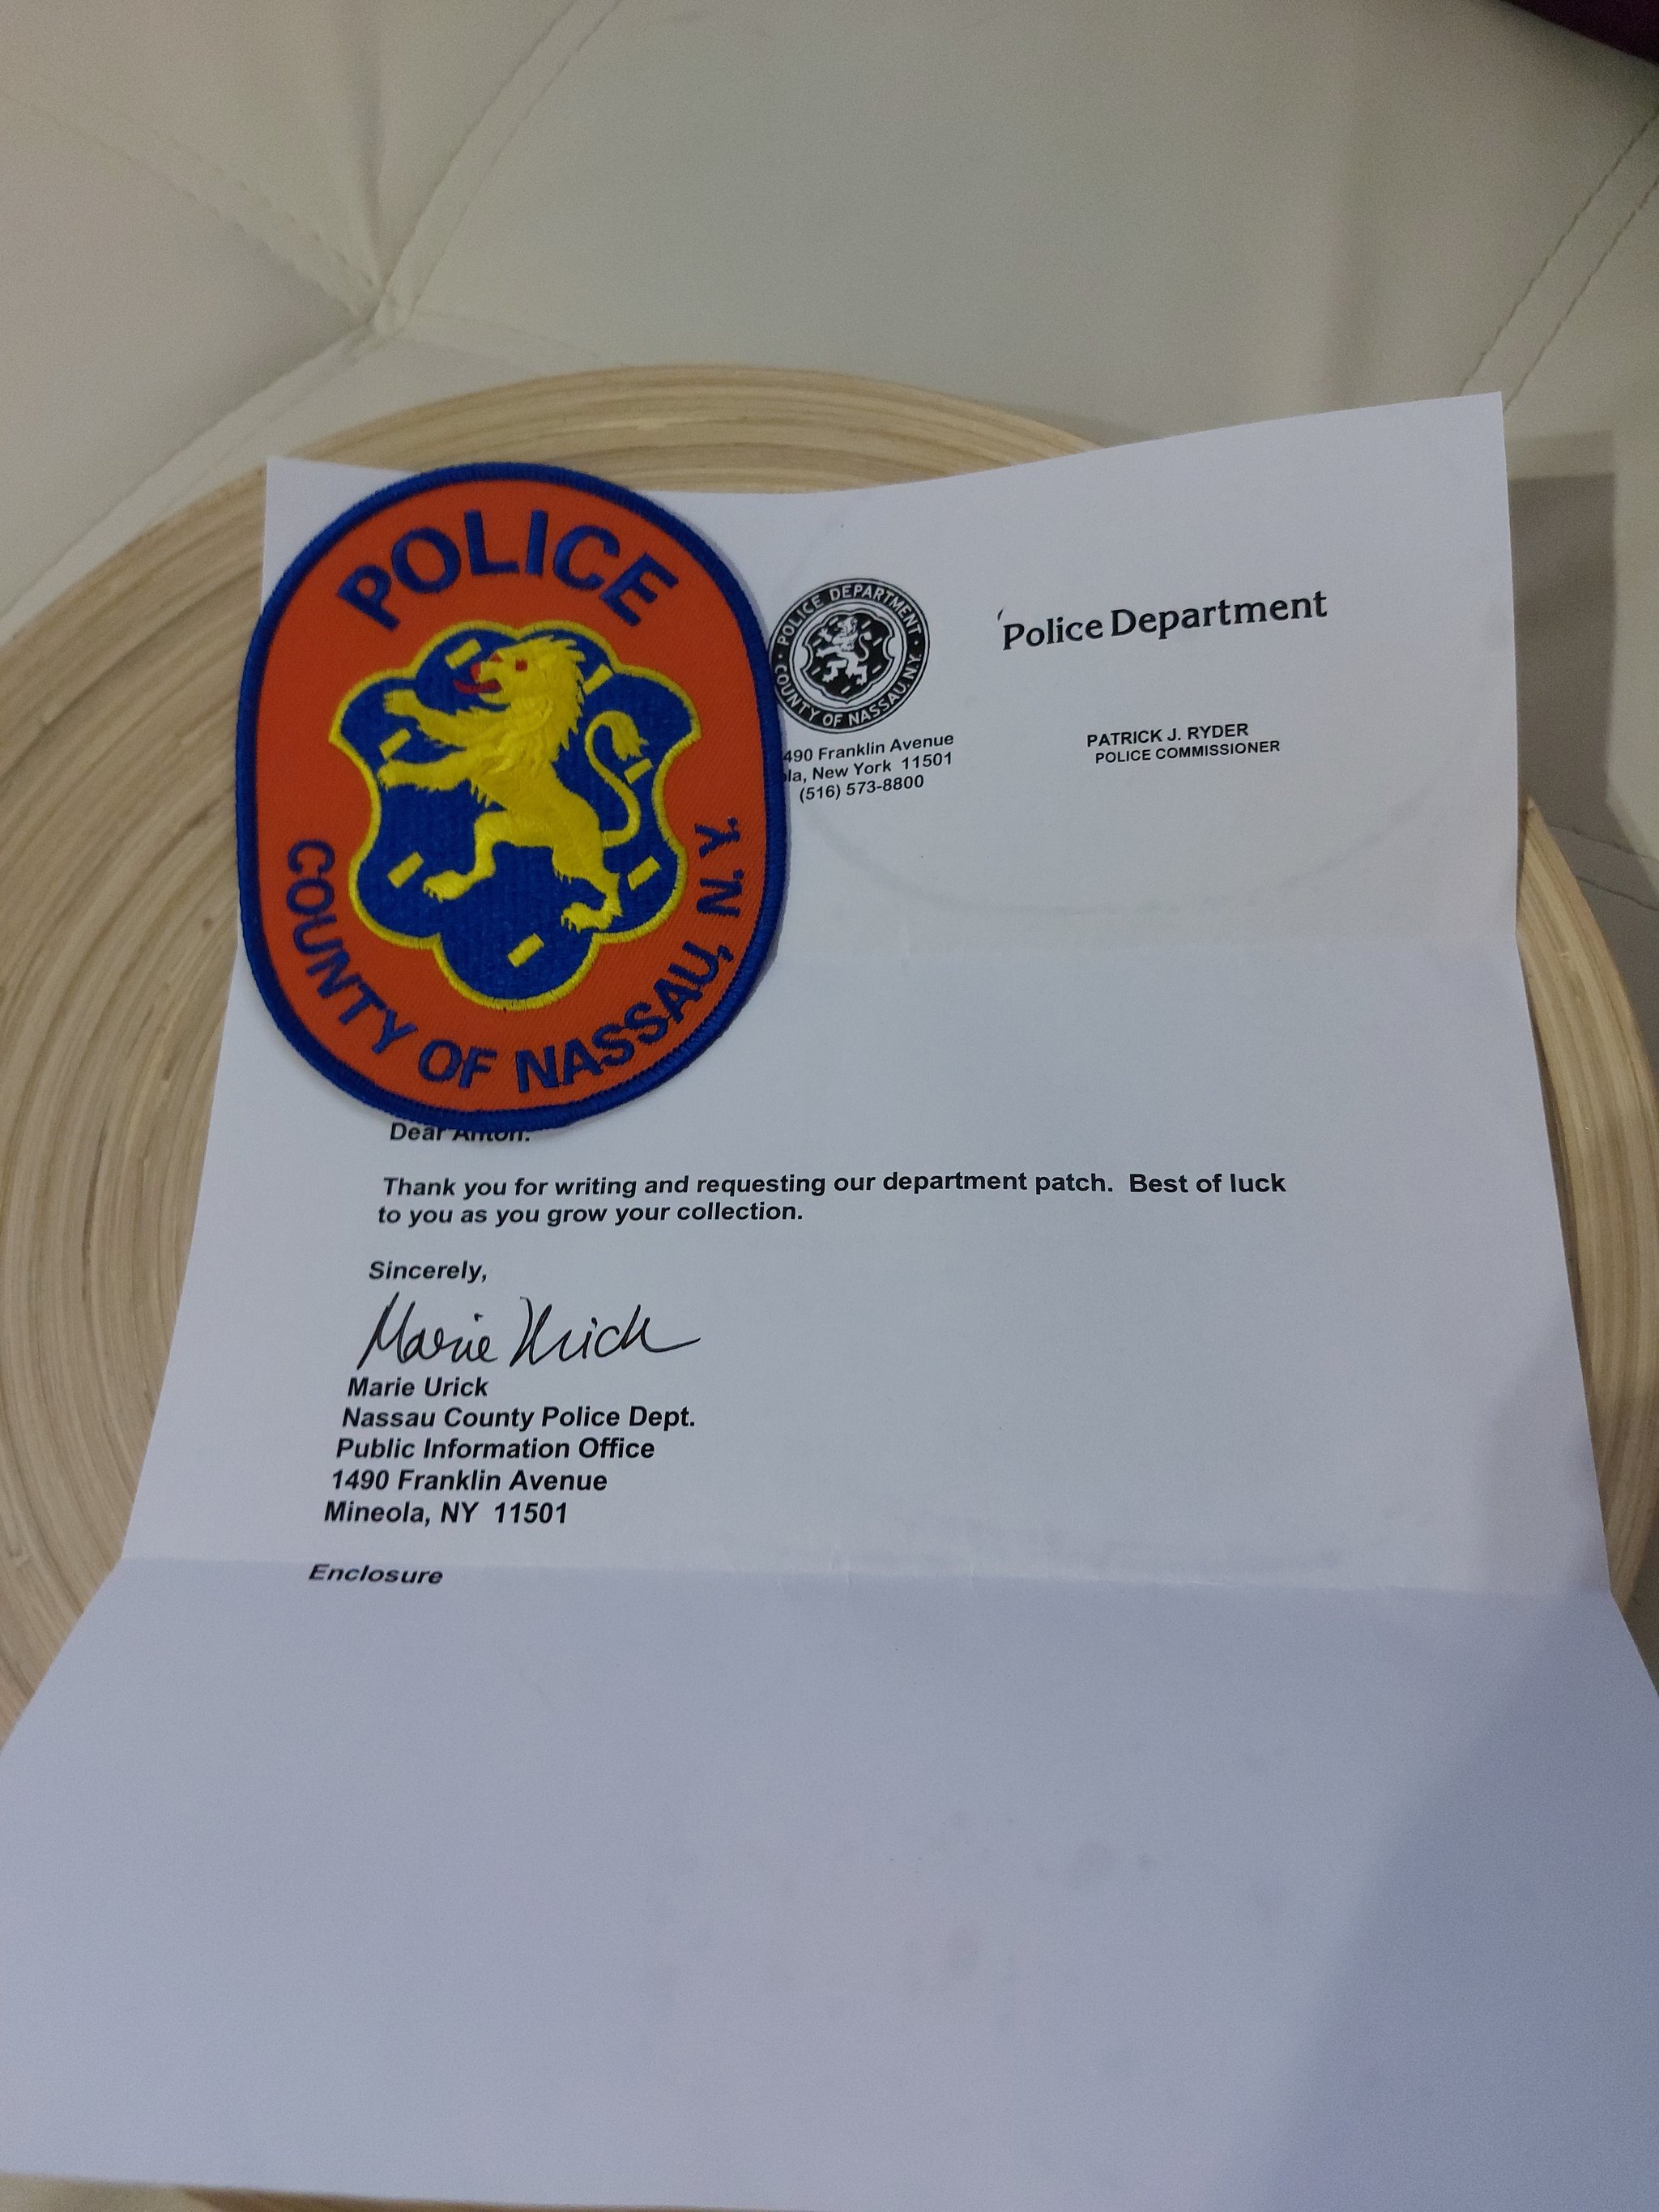 POLICE
COUNTY OF NASSAU, N.Y.
POLICE DEPARTMENT
COUNTY OF NASSAU, N.Y.
Police Department
490 Franklin Avenue
la, New York 11501
(516) 573-8800
PATRICK J. RYDER
POLICE COMMISSIONER
Dear Anton:
Thank you for writing and requesting our department patch. Best of luck
to you as you grow your collection.
Sincerely,
Marie Urick
Marie Urick
Nassau County Police Dept.
Public Information Office
1490 Franklin Avenue
Mineola, NY 11501
Enclosure